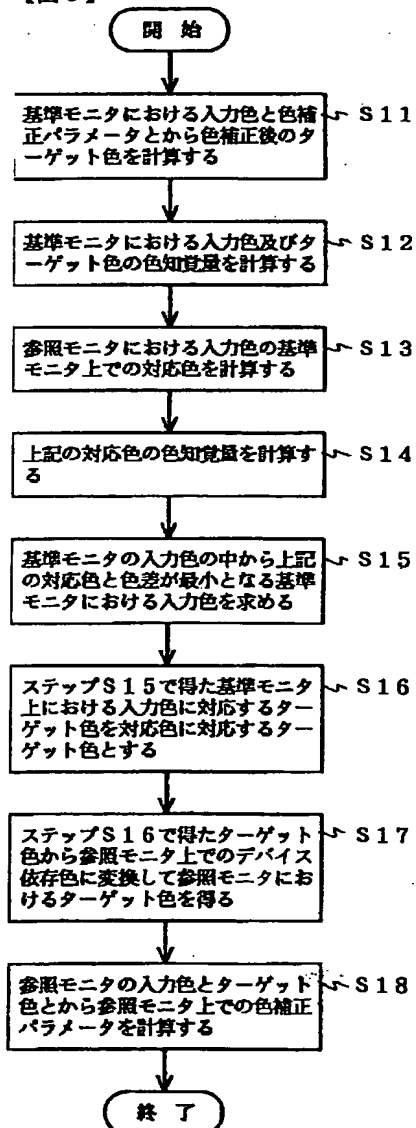 開 始
基準モニタにおける入力色と色補 S11
正パラメータとから色補正後のタ
ーゲット色を計算する
基準モニタにおける入力色及びタ S12
ーゲット色の色知覚量を計算する
参照モニタにおける入力色の基準 S13
モニタ上での対応色を計算する
上記の対応色の色知覚量を計算す S14
る
基準モニタの入力色の中から上記 S15
の対応色と色差が最小となる基準
モニタにおける入力色を求める
ステップS15で得た基準モニタ S16
上における入力色に対応するター
ゲット色を対応色に対応するター
ゲット色とする
ステップS16で得たターゲット S17
色から参照モニタ上でのデバイス
依存色に変換して参照モニタにお
けるターゲット色を得る
参照モニタの入力色とターゲット S18
色とから参照モニタ上での色補正
パラメータを計算する
終 了